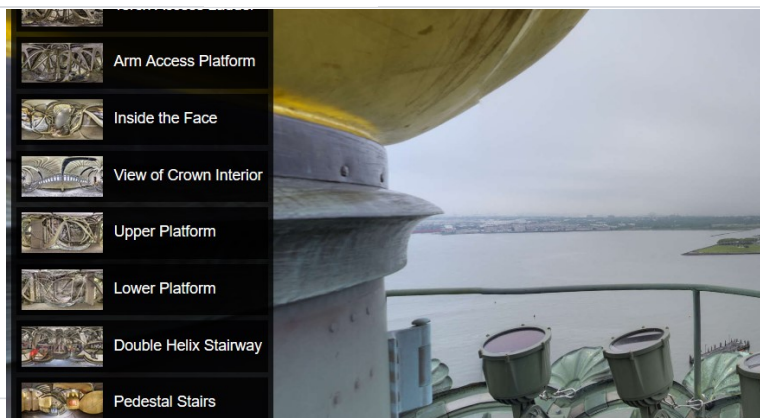 Arm Access Platform
Inside the Face
View of Crown Interior
Upper Platform
Lower Platform
Double Helix Stairway
Pedestal Stairs